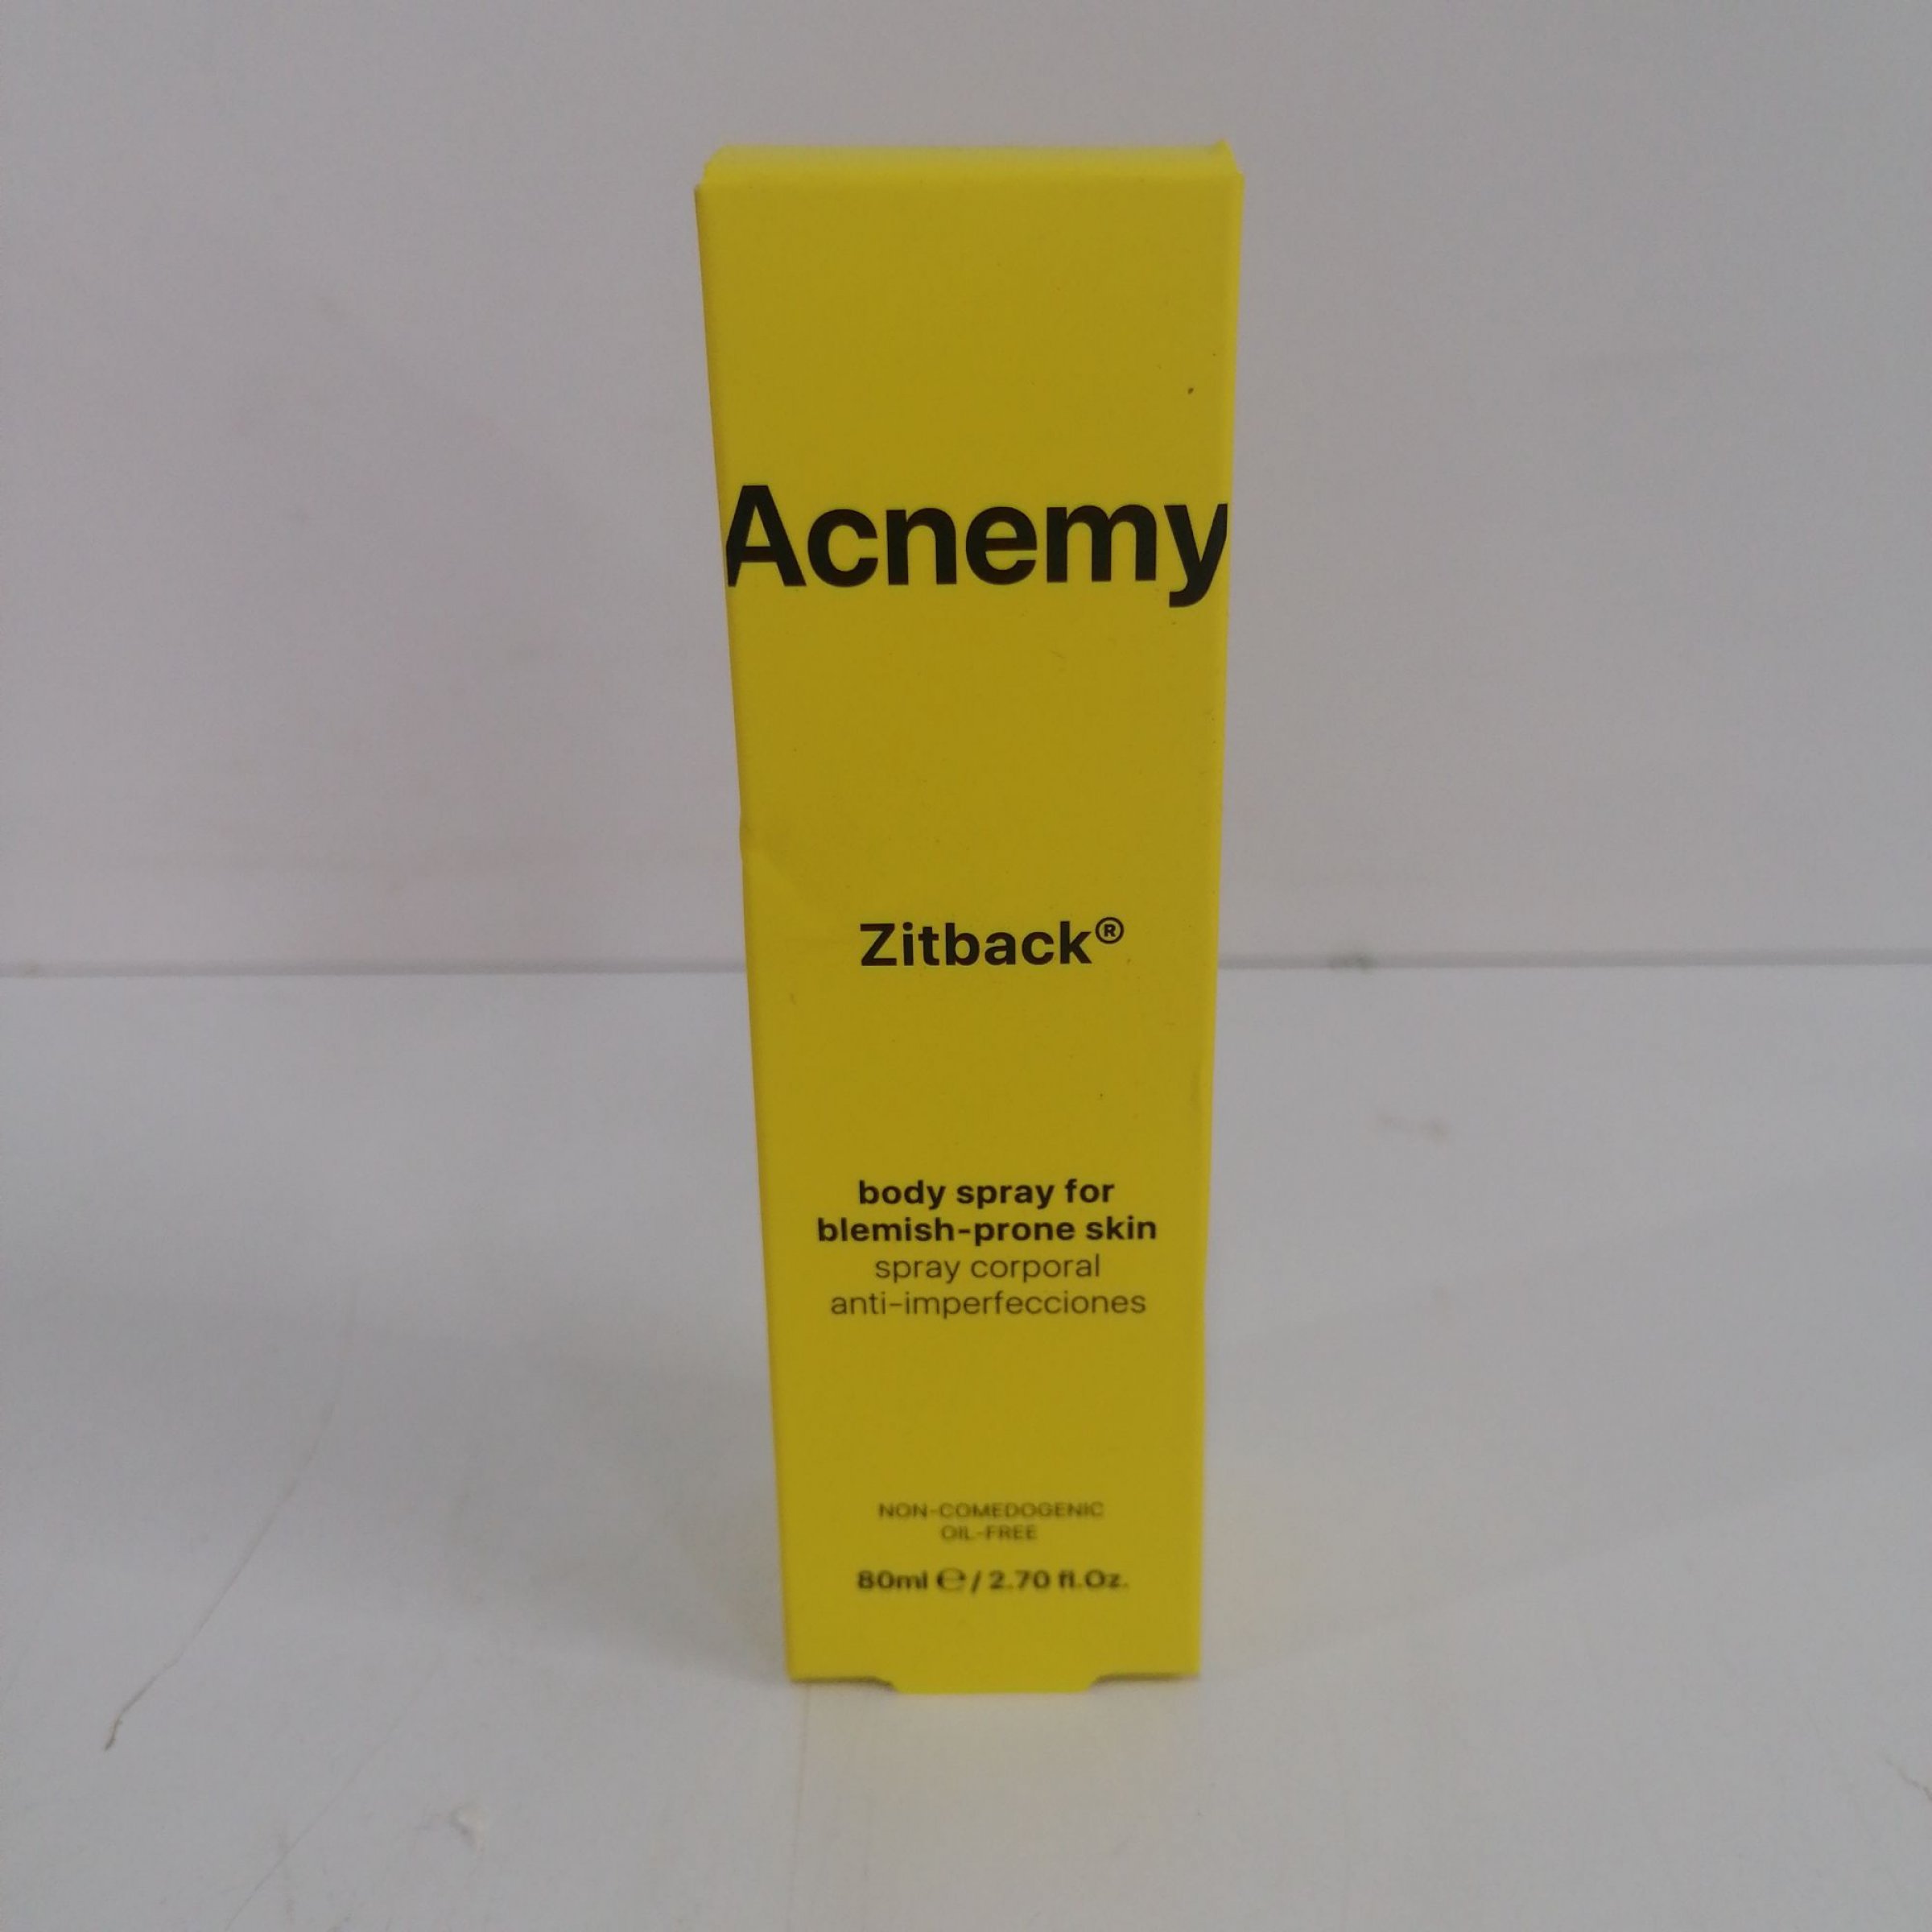 Acnemy
Zitback®
body spray for
blemish-prone skin
spray corporal
anti-imperfecciones
NON-COMEDOGENIC
OIL-FREE
80ml ℮ / 2.70 fl.Oz.